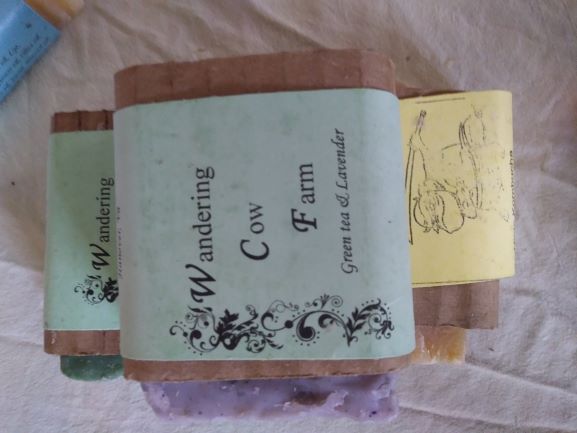 Wandering
Cow
Farm
Green tea & Lavender
Wandering